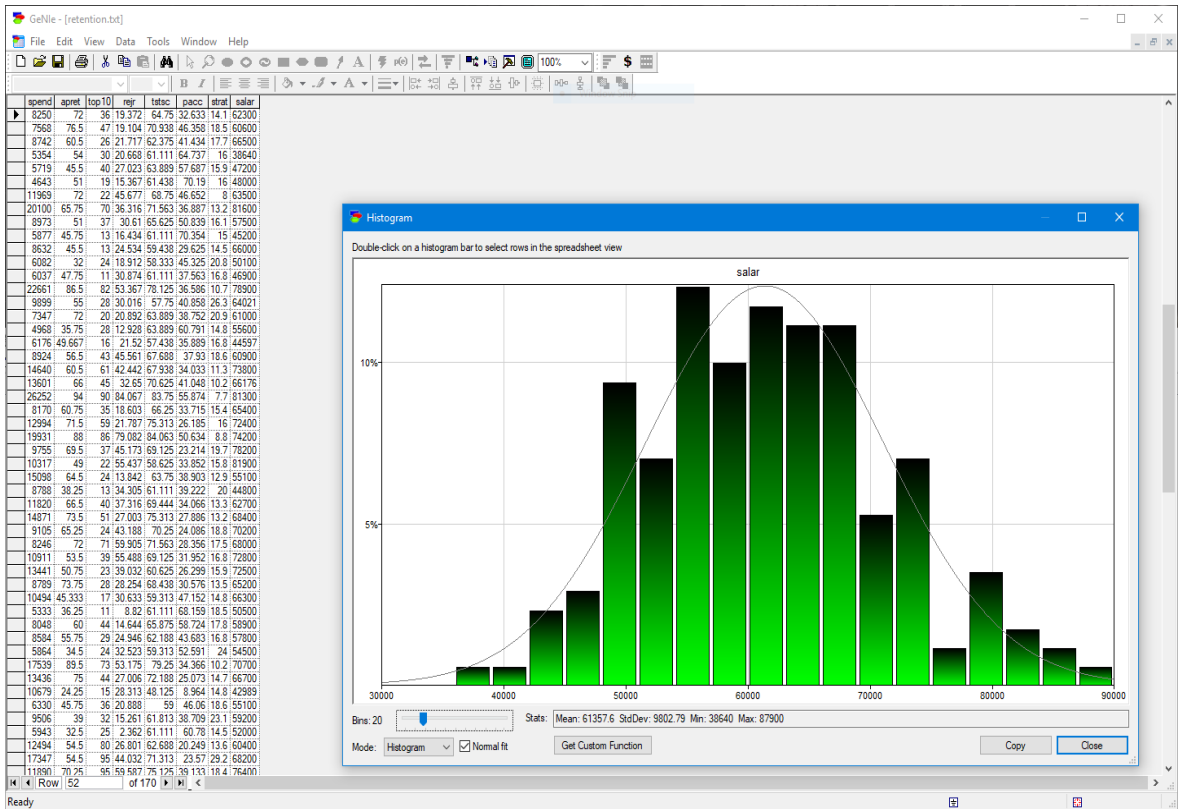 GeNIe - [retention.txt]
File Edit View Data Tools Window Help
100%
spend apret top10 rejr tstsc pacc strat salar
8250 72 36 19.372 64.75 32.633 14.1 62300
7568 76.5 47 19.104 70.938 46.358 18.5 60600
8742 60.5 26 21.717 62.375 41.434 17.7 66500
5354 54 30 20.668 61.111 64.737 16 38640
5719 45.5 40 27.023 63.889 57.687 15.9 47200
4643 51 19 15.367 61.438 70.19 16 48000
11969 72 22 45.677 68.75 46.652 8 63500
20100 65.75 70 36.316 71.563 36.887 13.2 81600
8973 51 37 30.61 65.625 50.839 16.1 57500
5877 45.75 13 16.434 61.111 70.354 15 45200
8632 45.5 13 24.534 59.438 29.625 14.5 66000
6082 32 24 18.912 58.333 45.325 20.8 50100
6037 47.75 11 30.874 61.111 37.563 16.8 46900
22661 86.5 82 53.367 78.125 36.586 10.7 78900
9899 55 28 30.016 57.75 40.858 26.3 64021
7347 72 20 20.892 63.889 38.752 20.9 61000
4968 35.75 28 12.928 63.889 60.791 14.8 55600
6176 49.667 16 21.52 57.438 35.889 16.8 44597
8924 56.5 43 45.561 67.688 37.93 18.6 60900
14640 60.5 61 42.442 67.938 34.033 11.3 73800
13601 66 45 32.65 70.625 41.048 10.2 66176
26252 94 90 84.067 83.75 55.874 7.7 81300
8170 60.75 35 18.603 66.25 33.715 15.4 65400
12994 71.5 59 21.787 75.313 26.185 16 72400
19931 88 86 79.082 84.063 50.634 8.8 74200
9755 69.5 37 45.173 69.125 23.214 19.7 78200
10317 49 22 55.437 58.625 33.852 15.8 81900
15098 64.5 24 13.842 63.75 38.903 12.9 55100
8788 38.25 13 34.305 61.111 39.222 20 44800
11820 66.5 40 37.316 69.444 34.066 13.3 62700
14871 73.5 51 27.003 75.313 27.886 13.2 68400
9105 65.25 24 43.188 70.25 24.086 18.8 70200
8246 72 71 59.905 71.563 28.356 17.5 68000
10911 53.5 39 55.488 69.125 31.952 16.8 72800
13441 50.75 23 39.032 60.625 26.299 15.9 72500
8789 73.75 28 28.254 68.438 30.576 13.5 65200
10494 45.333 17 30.633 59.313 47.152 14.8 66300
5333 36.25 11 8.82 61.111 68.159 18.5 50500
8048 60 44 14.644 65.875 58.724 17.8 58900
8584 55.75 29 24.946 62.188 43.683 16.8 57800
5864 34.5 24 32.523 59.313 52.591 24 54500
17539 89.5 73 53.175 79.25 34.366 10.2 70700
13436 75 44 27.006 72.188 25.073 14.7 66700
10679 24.25 15 28.313 48.125 8.964 14.8 42989
6330 45.75 36 20.888 59 46.06 18.6 55100
9506 39 32 15.261 61.813 38.709 23.1 59200
5943 32.5 25 2.362 61.111 60.78 14.5 52000
12494 54.5 80 26.801 62.688 20.249 13.6 60400
17347 54.5 95 44.032 71.313 23.57 29.2 68200
11890 70.25 95 59.587 75.125 39.133 18.4 76400
Row 52 of 170
Ready
Histogram
Double-click on a histogram bar to select rows in the spreadsheet view
salar
10%
5%
30000 40000 50000 60000 70000 80000 90000
Bins: 20 Stats: Mean: 61357.6 StdDev: 9802.79 Min: 38640 Max: 87900
Mode: Histogram Normal fit Get Custom Function Copy Close